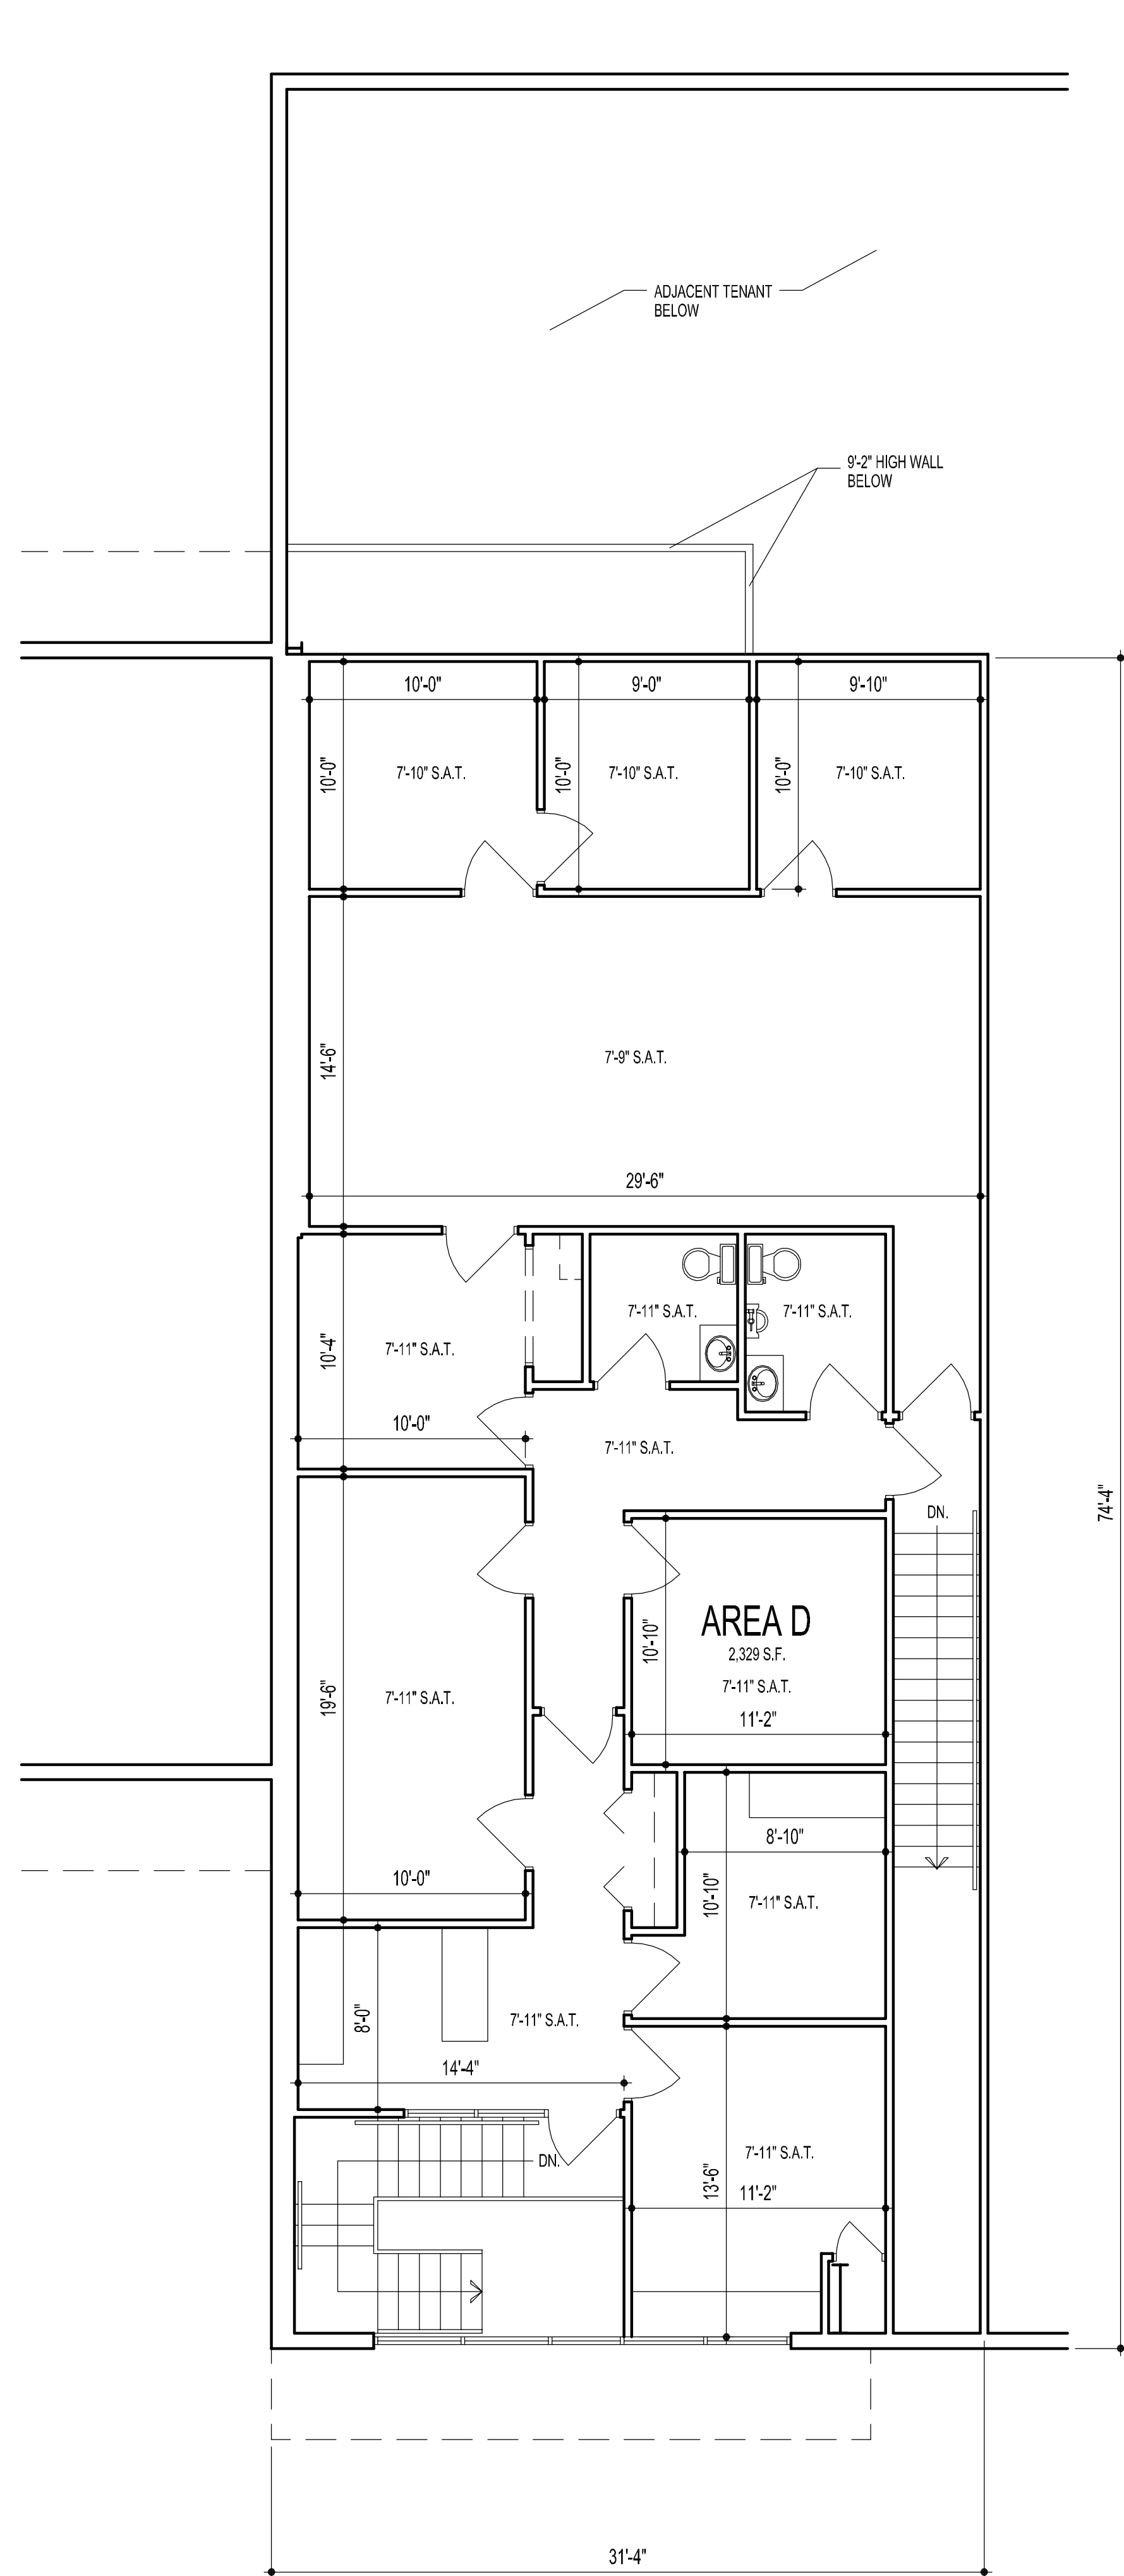 ADJACENT TENANT
BELOW
9'-2" HIGH WALL
BELOW
10'-0"
9'-0"
9'-10"
10'-0"
7'-10" S.A.T.
10'-0"
7'-10" S.A.T.
10'-0"
7'-10" S.A.T.
14'-6"
7'-9" S.A.T.
29'-6"
7'-11" S.A.T.
7'-11" S.A.T.
10'-4"
7'-11" S.A.T.
10'-0"
7'-11" S.A.T.
74'-4"
DN.
AREA D
2,329 S.F.
10'-10"
7'-11" S.A.T.
19'-6"
7'-11" S.A.T.
11'-2"
8'-10"
10'-0"
10'-10"
7'-11" S.A.T.
8'-0"
7'-11" S.A.T.
14'-4"
7'-11" S.A.T.
DN.
13'-6"
11'-2"
31'-4"